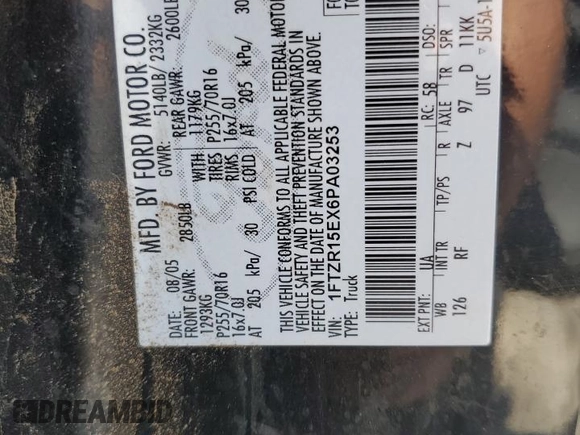 MFD. BY FORD MOTOR CO.
DATE: 08/05 GVWR: 5140LB/ 2332KG
FRONT GAWR: 2850LB REAR GAWR: 2600LB
1293KG WITH 1179KG
P255/70R16 TIRES P255/70R16
16x7.0J RIMS 16x7.0J
AT 205 kPa/ 30 PSI COLD AT 205 kPa/ 30
THIS VEHICLE CONFORMS TO ALL APPLICABLE FEDERAL MOTOR
VEHICLE SAFETY AND THEFT PREVENTION STANDARDS IN
EFFECT ON THE DATE OF MANUFACTURE SHOWN ABOVE.
VIN: 1FTZR15EX6PA03253
TYPE: Truck
EXT PNT: UA RC: 58 DSO:
WB INT TR TP/PS R AXLE TR SPR
126 RF Z 97 D 11KK
UTC ▽ 5U5A-
DREAMBID